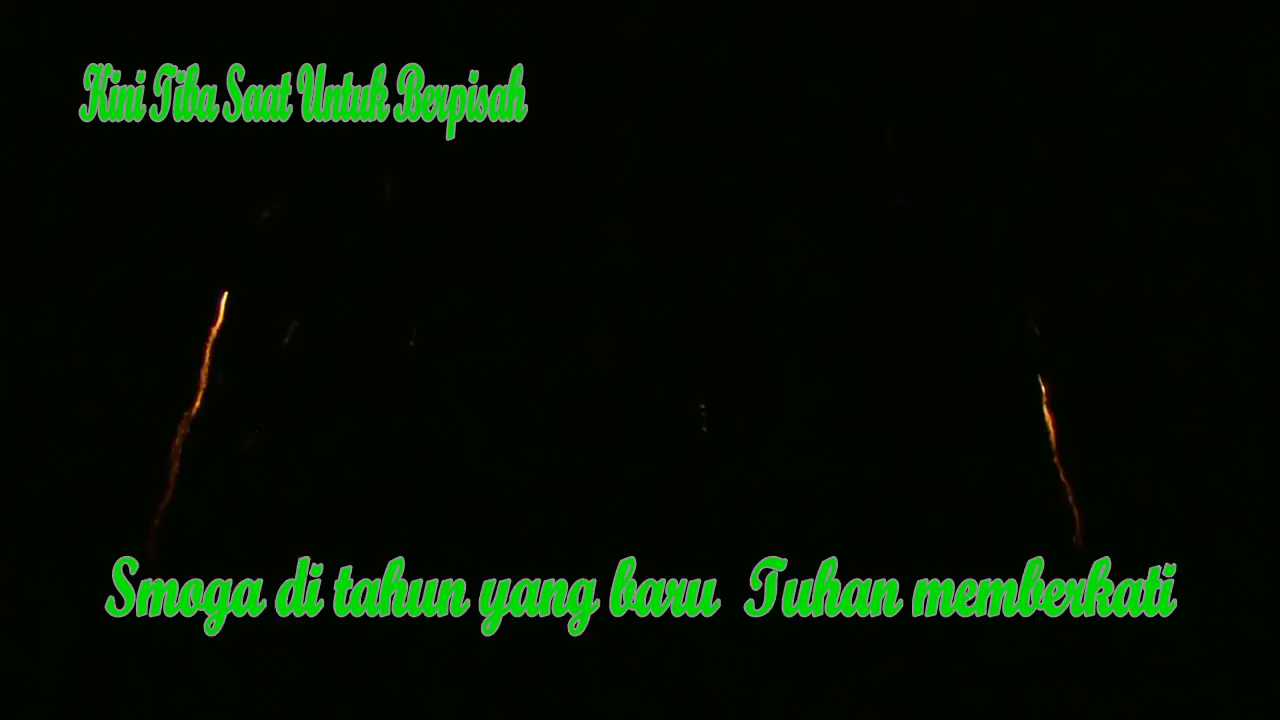 Kini Tiba Saat Untuk Berpisah
Smoga di tahun yang baru Tuhan memberkati